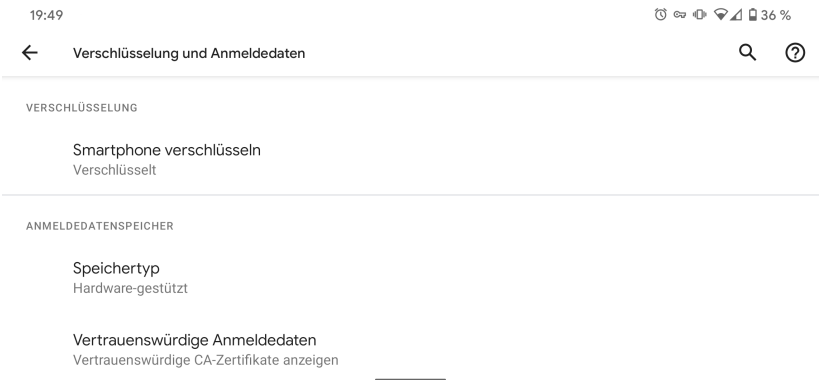 19:49 36 %
Verschlüsselung und Anmeldedaten
VERSCHLÜSSELUNG
Smartphone verschlüsseln
Verschlüsselt
ANMELDEDATENSPEICHER
Speichertyp
Hardware-gestützt
Vertrauenswürdige Anmeldedaten
Vertrauenswürdige CA-Zertifikate anzeigen